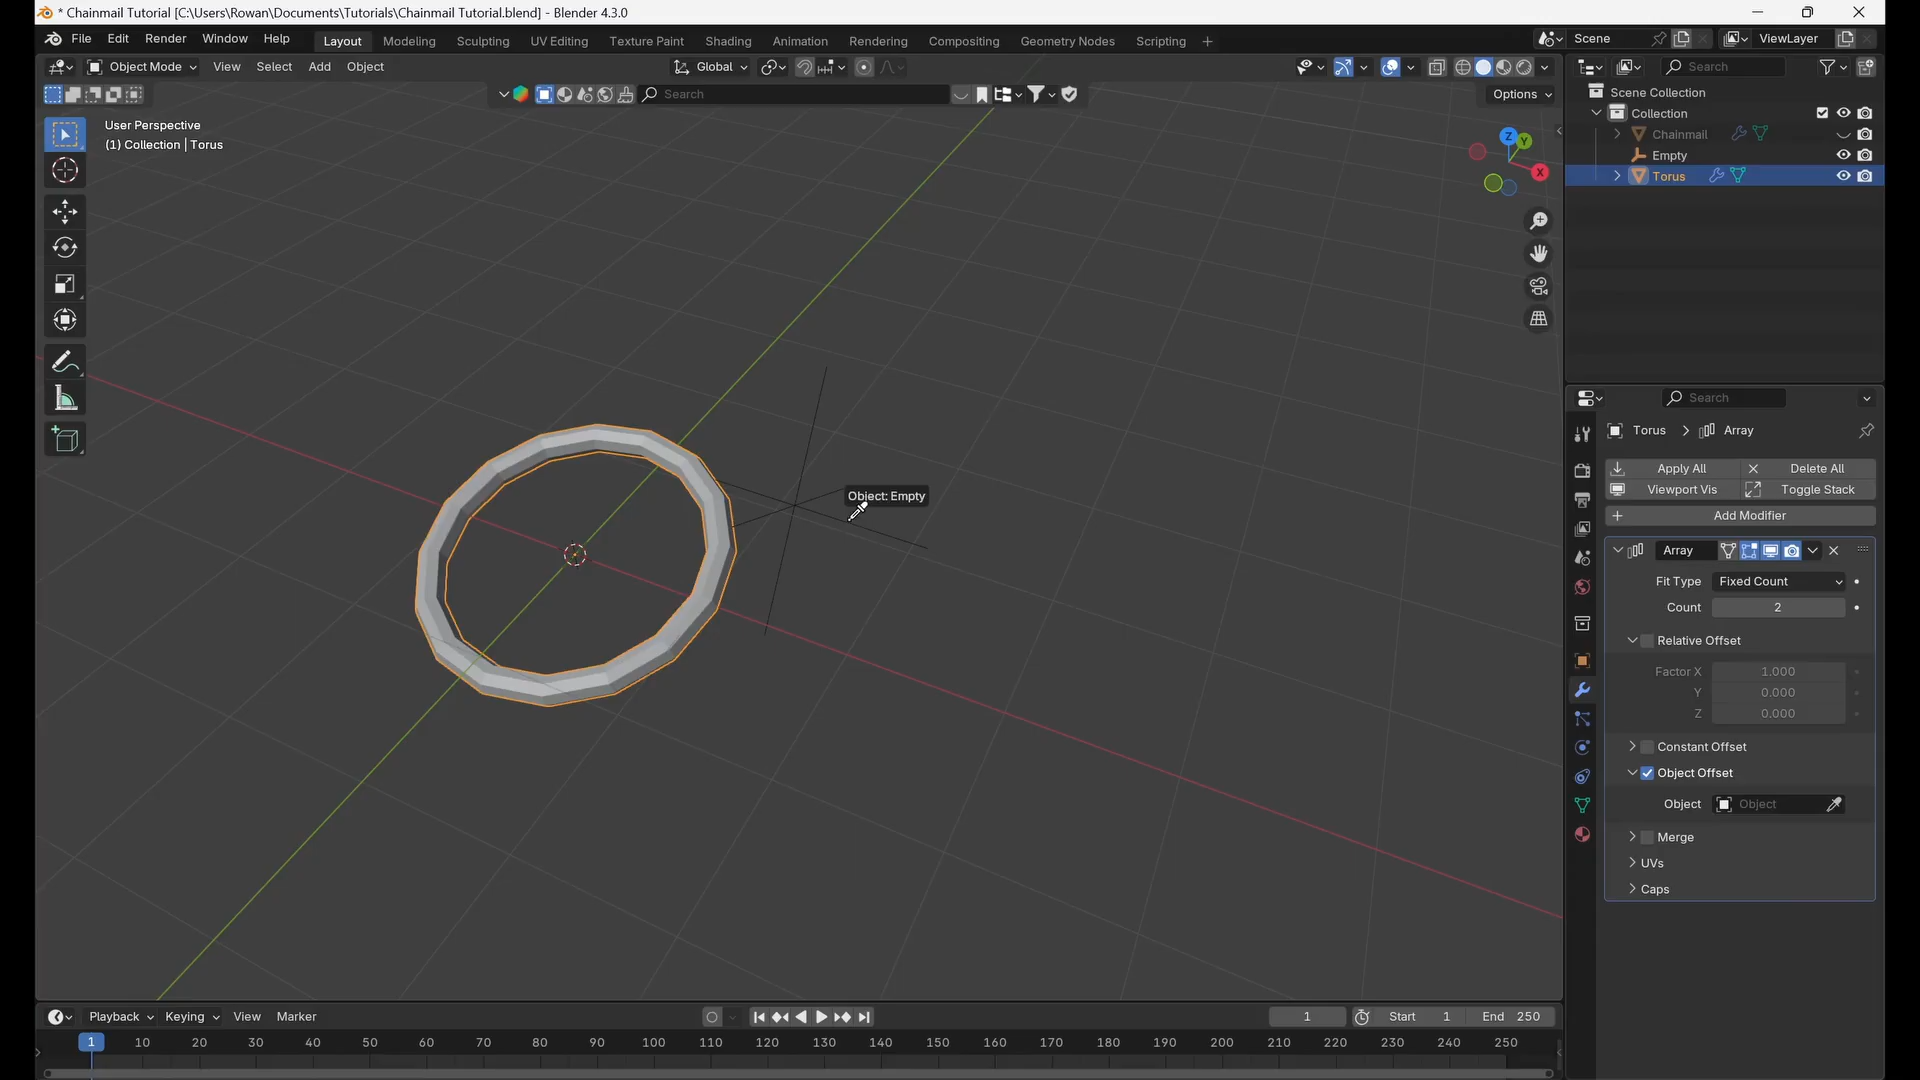 * Chainmail Tutorial [C:\Users\Rowan\Documents\Tutorials\Chainmail Tutorial.blend] - Blender 4.3.0
File Edit Render Window Help Layout Modeling Sculpting UV Editing Texture Paint Shading Animation Rendering Compositing Geometry Nodes Scripting + Scene ViewLayer
Object Mode View Select Add Object Global Search
Search Options
Scene Collection
Collection
Chainmail
Empty
Torus
User Perspective
(1) Collection | Torus
Z
Y
X
Object: Empty
Search
Torus > Array
Apply All Delete All
Viewport Vis Toggle Stack
+ Add Modifier
Array
Fit Type Fixed Count
Count 2
Relative Offset
Factor X 1.000
Y 0.000
Z 0.000
Constant Offset
Object Offset
Object Object
Merge
UVs
Caps
Playback Keying View Marker 1 Start 1 End 250
1 10 20 30 40 50 60 70 80 90 100 110 120 130 140 150 160 170 180 190 200 210 220 230 240 250